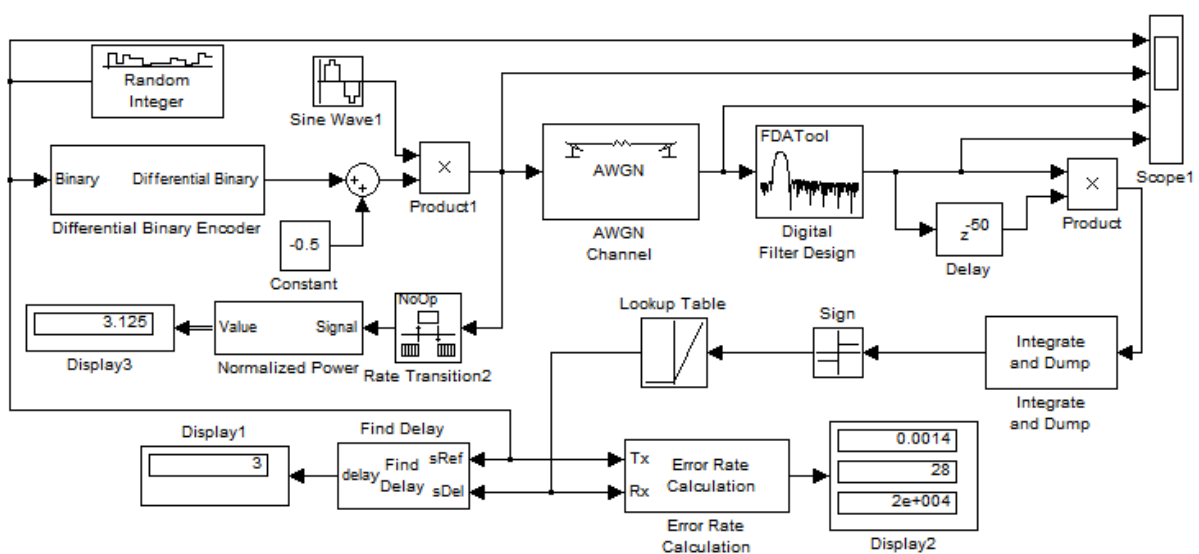 Random
Integer
Sine Wave1
Binary
Differential Binary
Differential Binary Encoder
-0.5
Constant
+
+
×
Product1
AWGN
AWGN
Channel
FDATool
Digital
Filter Design
-50
z
Delay
×
Product
Scope1
3.125
Display3
Value
Signal
Normalized Power
NoOp
Rate Transition2
Lookup Table
Sign
Integrate
and Dump
Integrate
and Dump
Display1
3
Find Delay
delay
Find
Delay
sRef
sDel
Tx
Rx
Error Rate
Calculation
Error Rate
Calculation
0.0014
28
2e+004
Display2